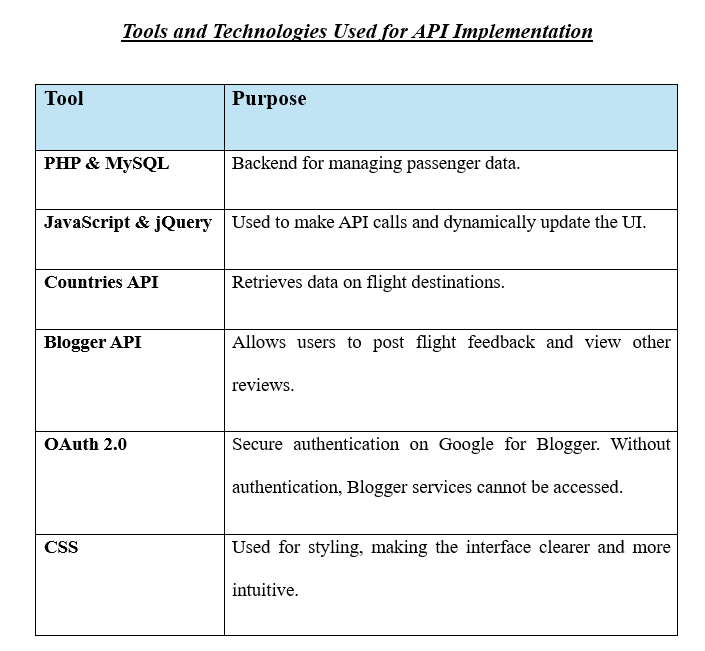 Tools and Technologies Used for API Implementation
Tool
Purpose
PHP & MySQL
Backend for managing passenger data.
JavaScript & jQuery
Used to make API calls and dynamically update the UI.
Countries API
Retrieves data on flight destinations.
Blogger API
Allows users to post flight feedback and view other
reviews.
OAuth 2.0
Secure authentication on Google for Blogger. Without
authentication, Blogger services cannot be accessed.
CSS
Used for styling, making the interface clearer and more
intuitive.